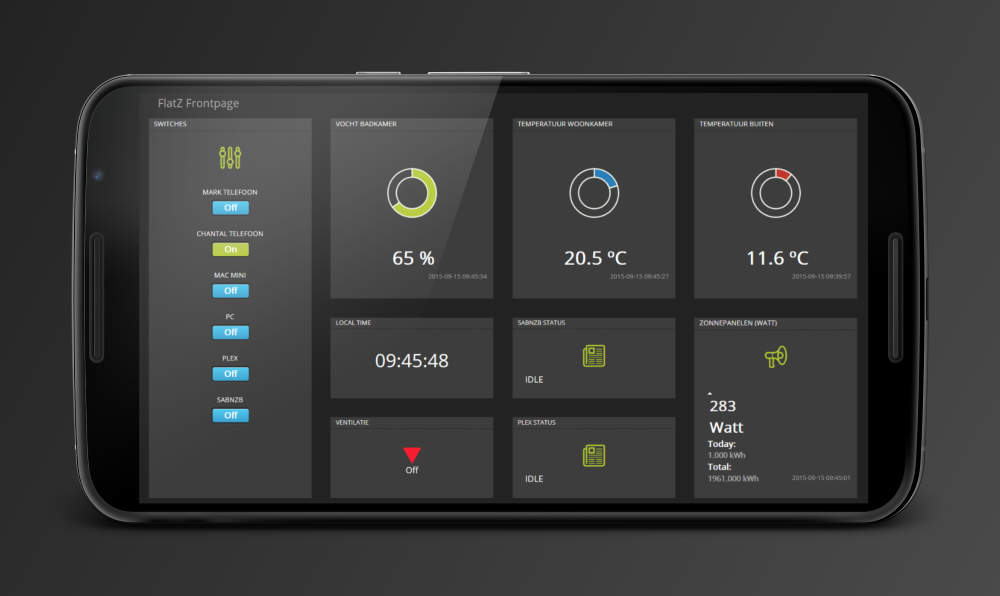 FlatZ Frontpage
SWITCHES
MARK TELEFOON
Off
CHANTAL TELEFOON
On
MAC MINI
Off
PC
Off
PLEX
Off
SABNZB
Off
VOCHT BADKAMER
65 %
2015-09-15 09:45:34
TEMPERATUUR WOONKAMER
20.5 ºC
2015-09-15 09:45:27
TEMPERATUUR BUITEN
11.6 ºC
2015-09-15 09:39:57
LOCAL TIME
09:45:48
SABNZB STATUS
IDLE
ZONNEPANELEN (WATT)
283
Watt
Today:
1.000 kWh
Total:
1961.000 kWh
2015-09-15 09:45:01
VENTILATIE
Off
PLEX STATUS
IDLE